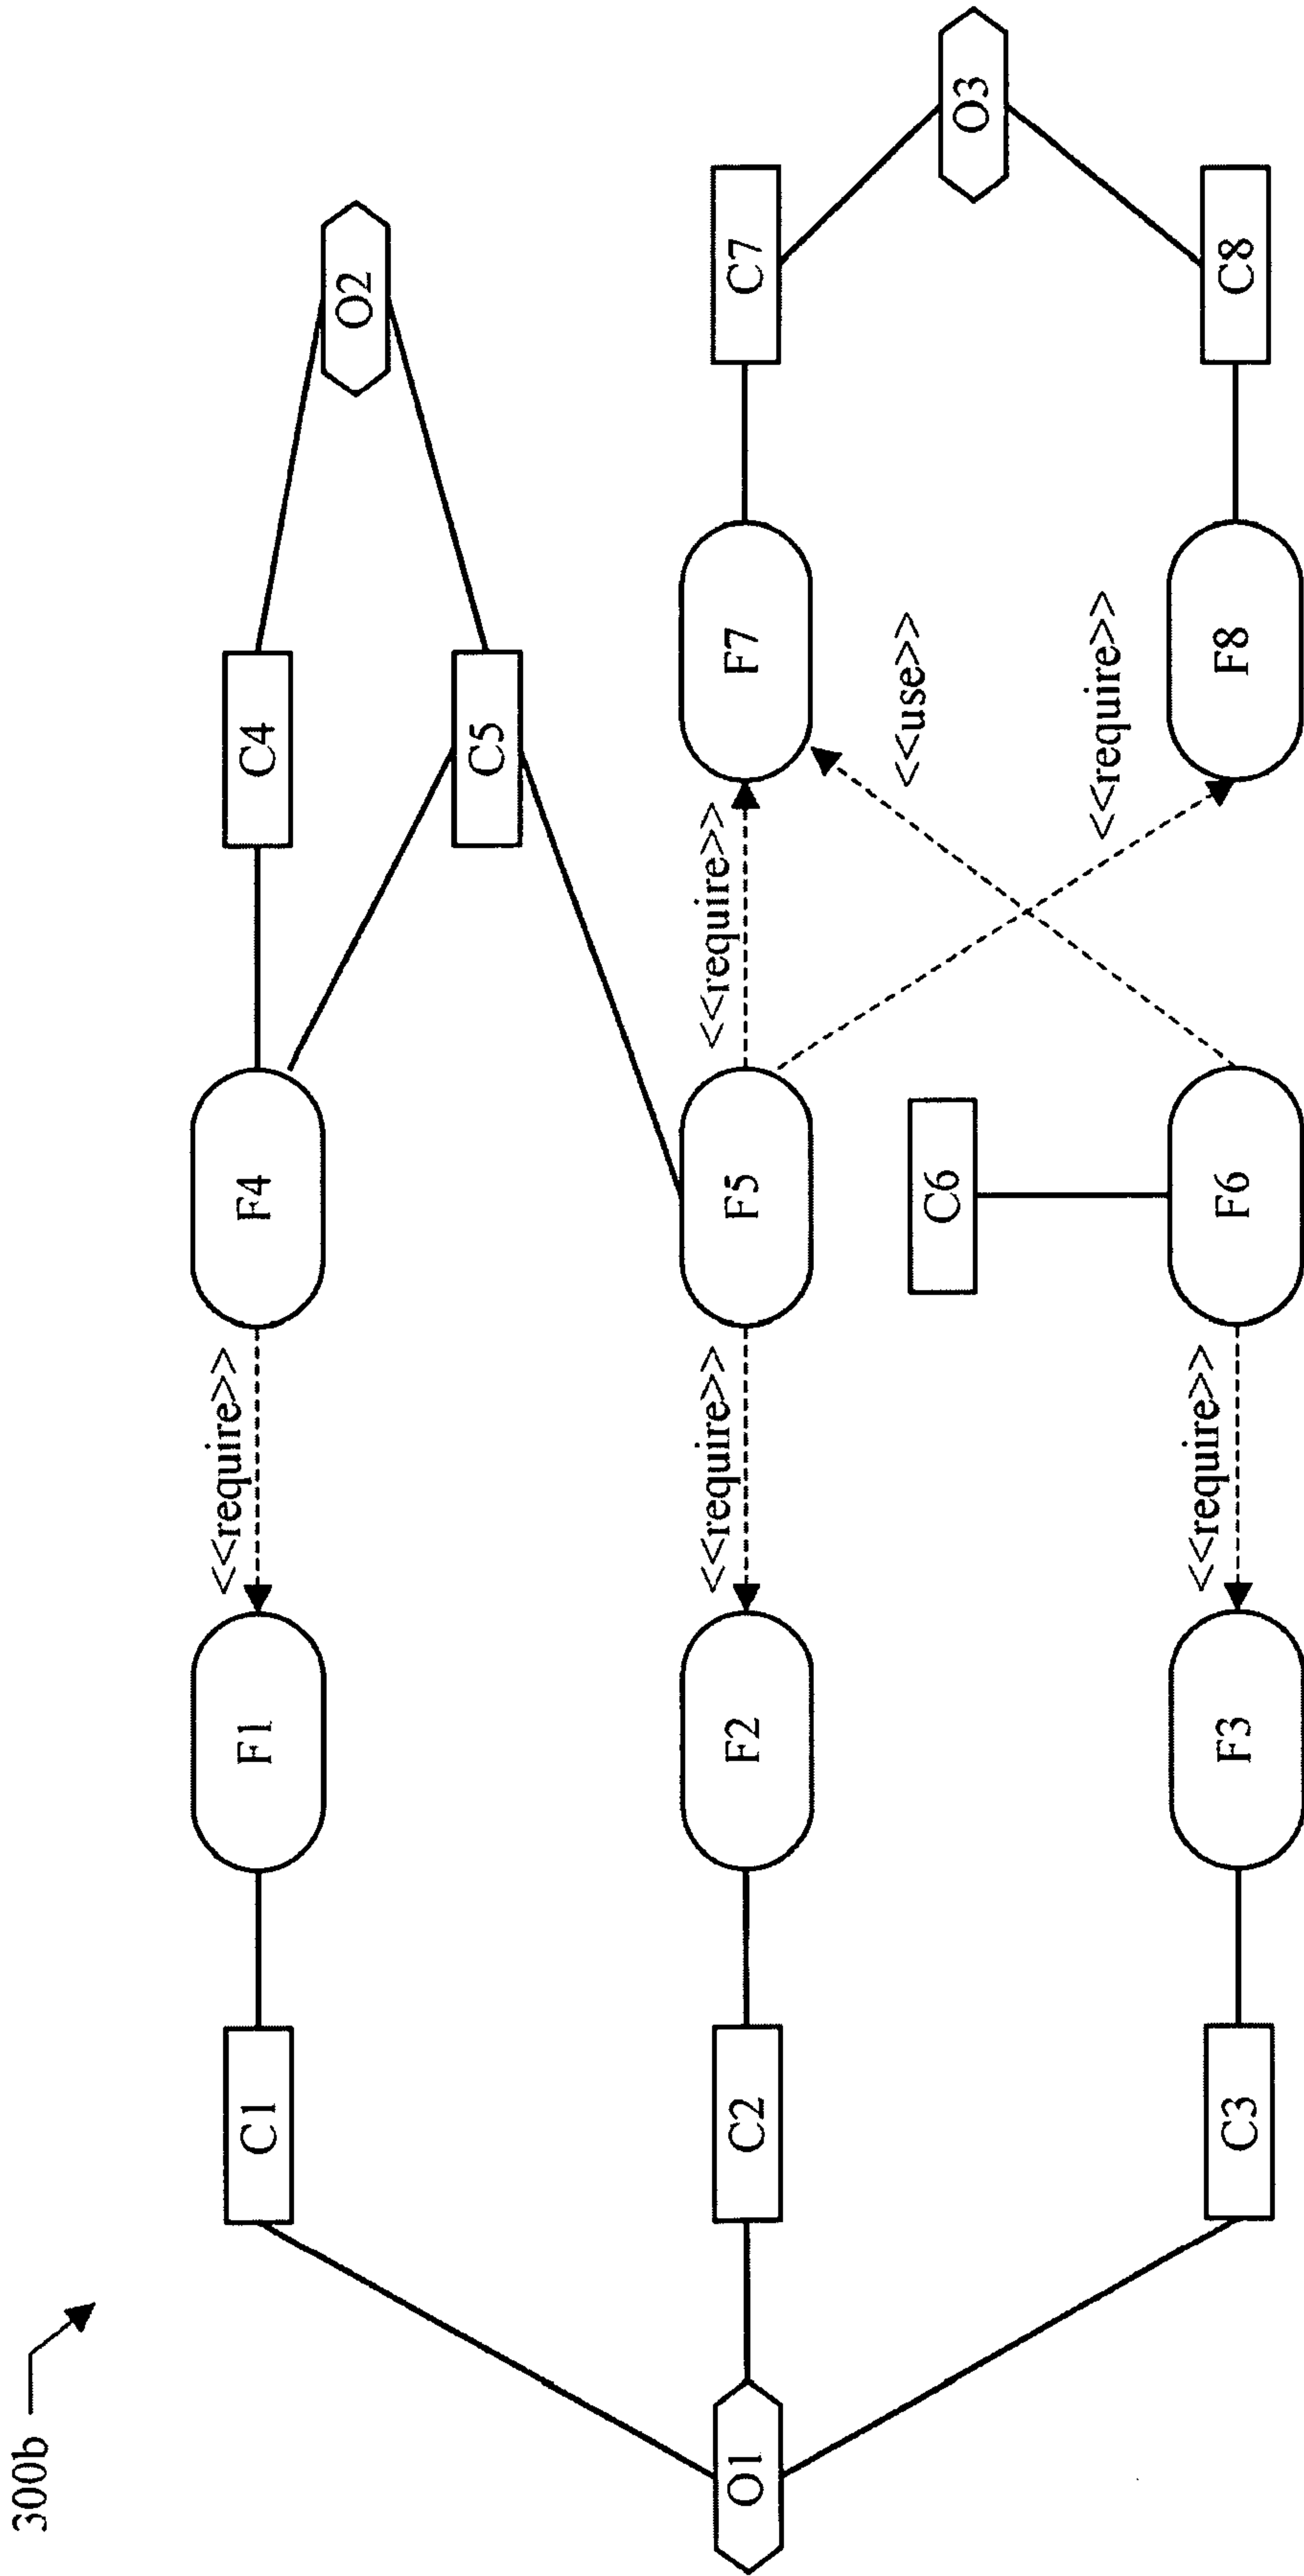 300b
O2
C4
C5
F4
<<require>>
F1
C1
O3
C7
F7
<<require>>
F5
<<require>>
F2
C2
O1
<<use>>
C6
<<require>>
C8
F8
F6
<<require>>
F3
C3